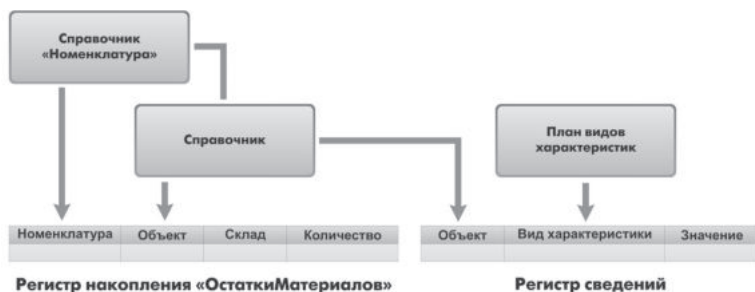 Справочник
«Номенклатура»
Справочник
План видов
характеристик
Номенклатура Объект Склад Количество
Объект Вид характеристики Значение
Регистр накопления «ОстаткиМатериалов»
Регистр сведений